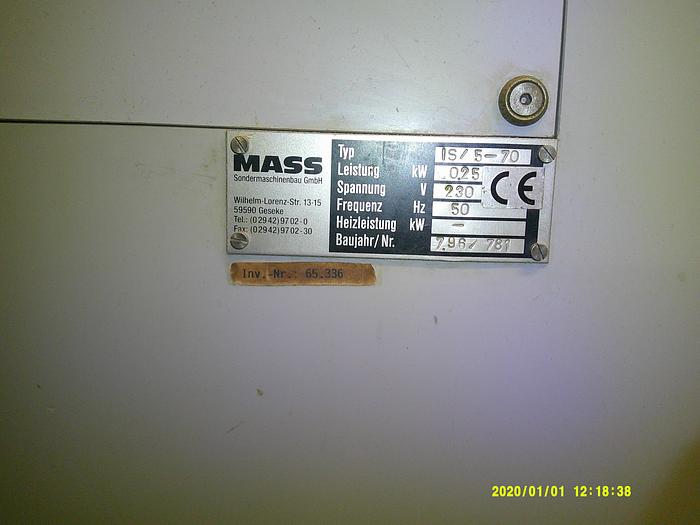 MASS
Sondermaschinenbau GmbH
Wilhelm-Lorenz-Str. 13-15
59590 Geseke
Tel.: (02942) 9702-0
Fax: (02942) 9702-30
Typ IS/5-70
Leistung kW 0.25
Spannung V 230
Frequenz Hz 50
Heizleistung kW -
Baujahr/Nr. 7.96/781
CE
Inv.-Nr.: 65.336
2020/01/01 12:18:38